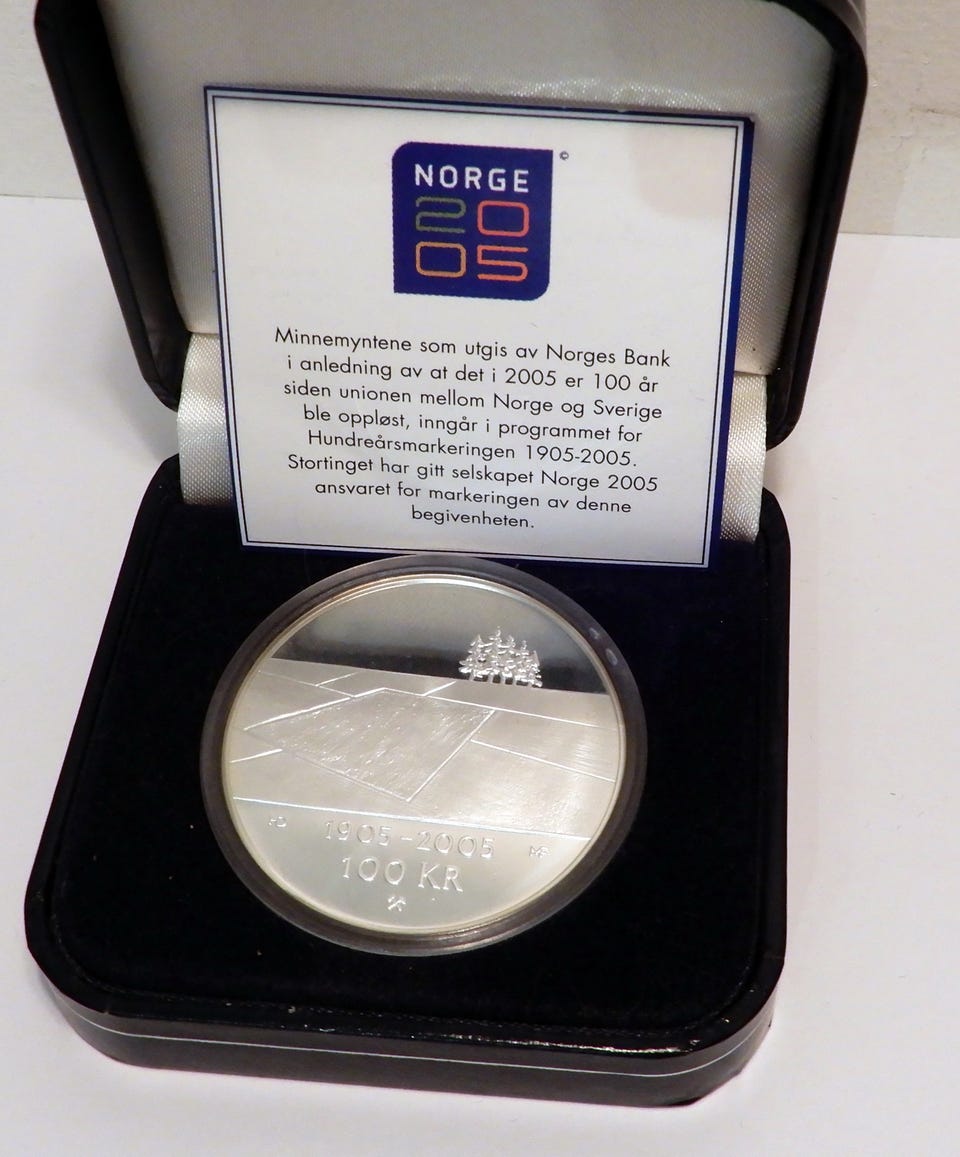 NORGE
20
05
©
Minnemyntene som utgis av Norges Bank
i anledning av at det i 2005 er 100 år
siden unionen mellom Norge og Sverige
ble oppløst, inngår i programmet for
Hundreårsmarkeringen 1905-2005.
Stortinget har gitt selskapet Norge 2005
ansvaret for markeringen av denne
begivenheten.
1905-2005
100 KR